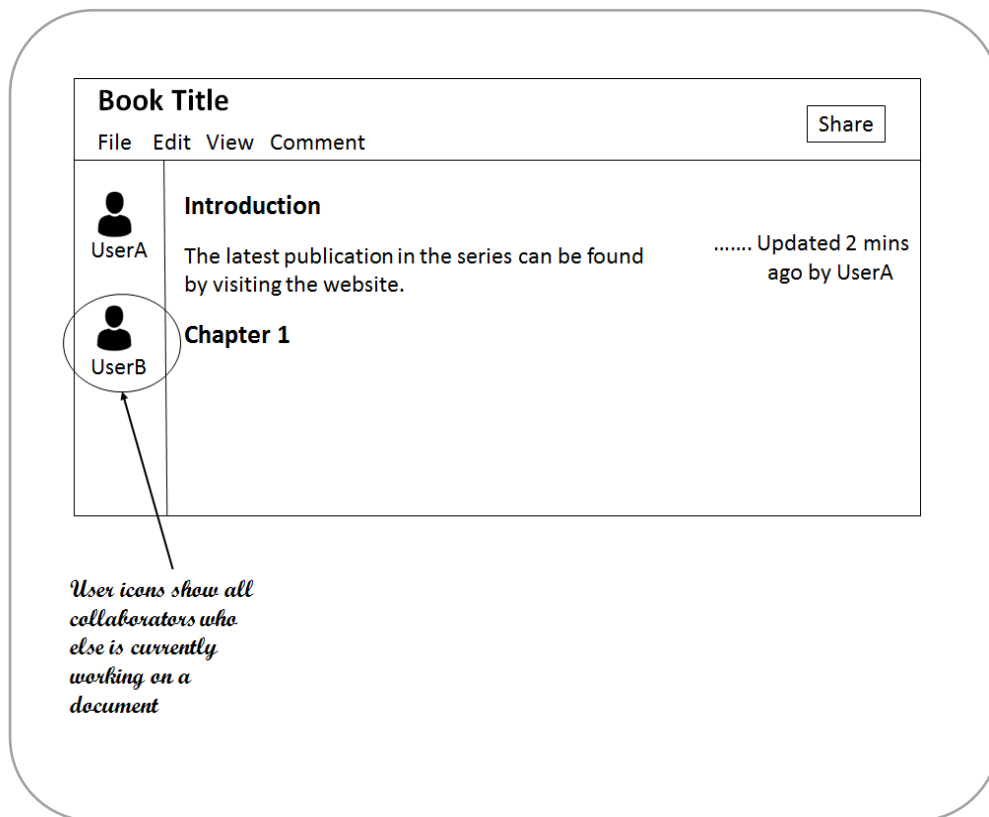 Book Title
Share
File Edit View Comment
UserA
Introduction
The latest publication in the series can be found
by visiting the website.
....... Updated 2 mins
ago by UserA
UserB
Chapter 1
User icons show all
collaborators who
else is currently
working on a
document